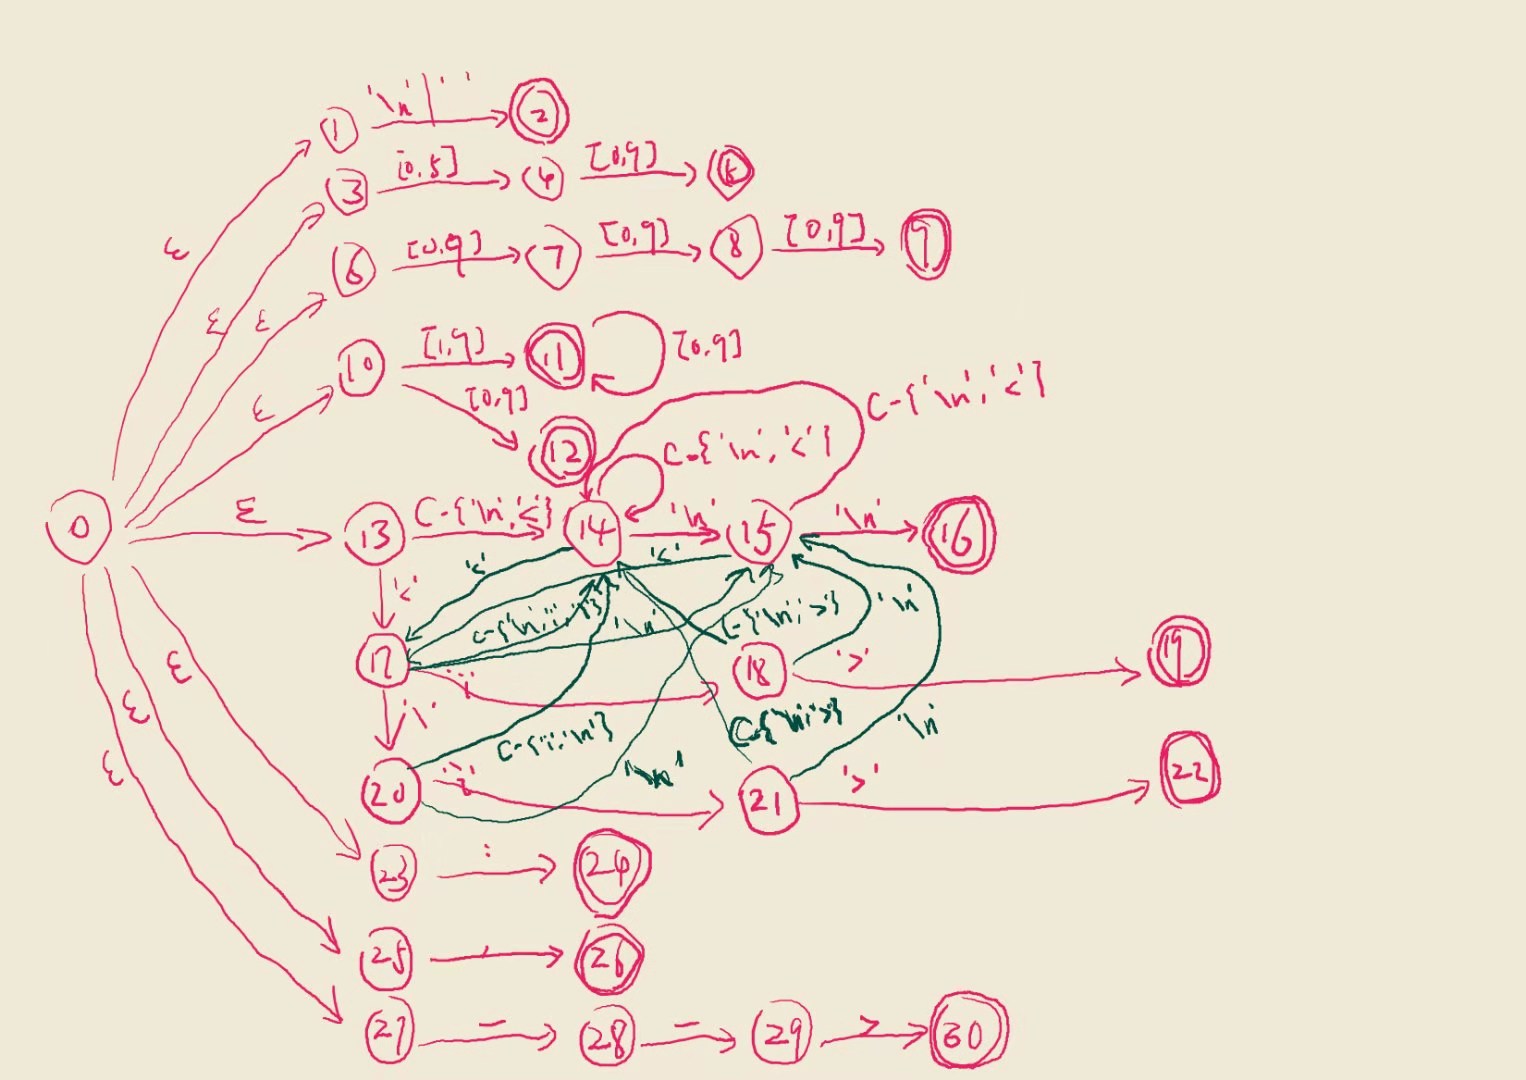 1 '\n' | ' ' 2
3 [0,5] 4 [0,9] 5
ε
6 [0,9] 7 [0,9] 8 [0,9] 9
ε ε
10 [1,9] 11 [0,9]
ε [0,9]
C-{'\n','<'}
12 C-{'\n','<'}
0 ε 13 C-{'\n','<'} 14 '\n' 15 '\n' 16
'<' '<' '<'
'\n' C-{'\n','>'} '\n'
17 18 '>' 19
ε '\'
ε C-{'i','\n'} C-{'\n','>'} '\n'
ε 20 '\n' 21 '>' 22
23 : 24
25 , 26
27 - 28 - 29 > 30